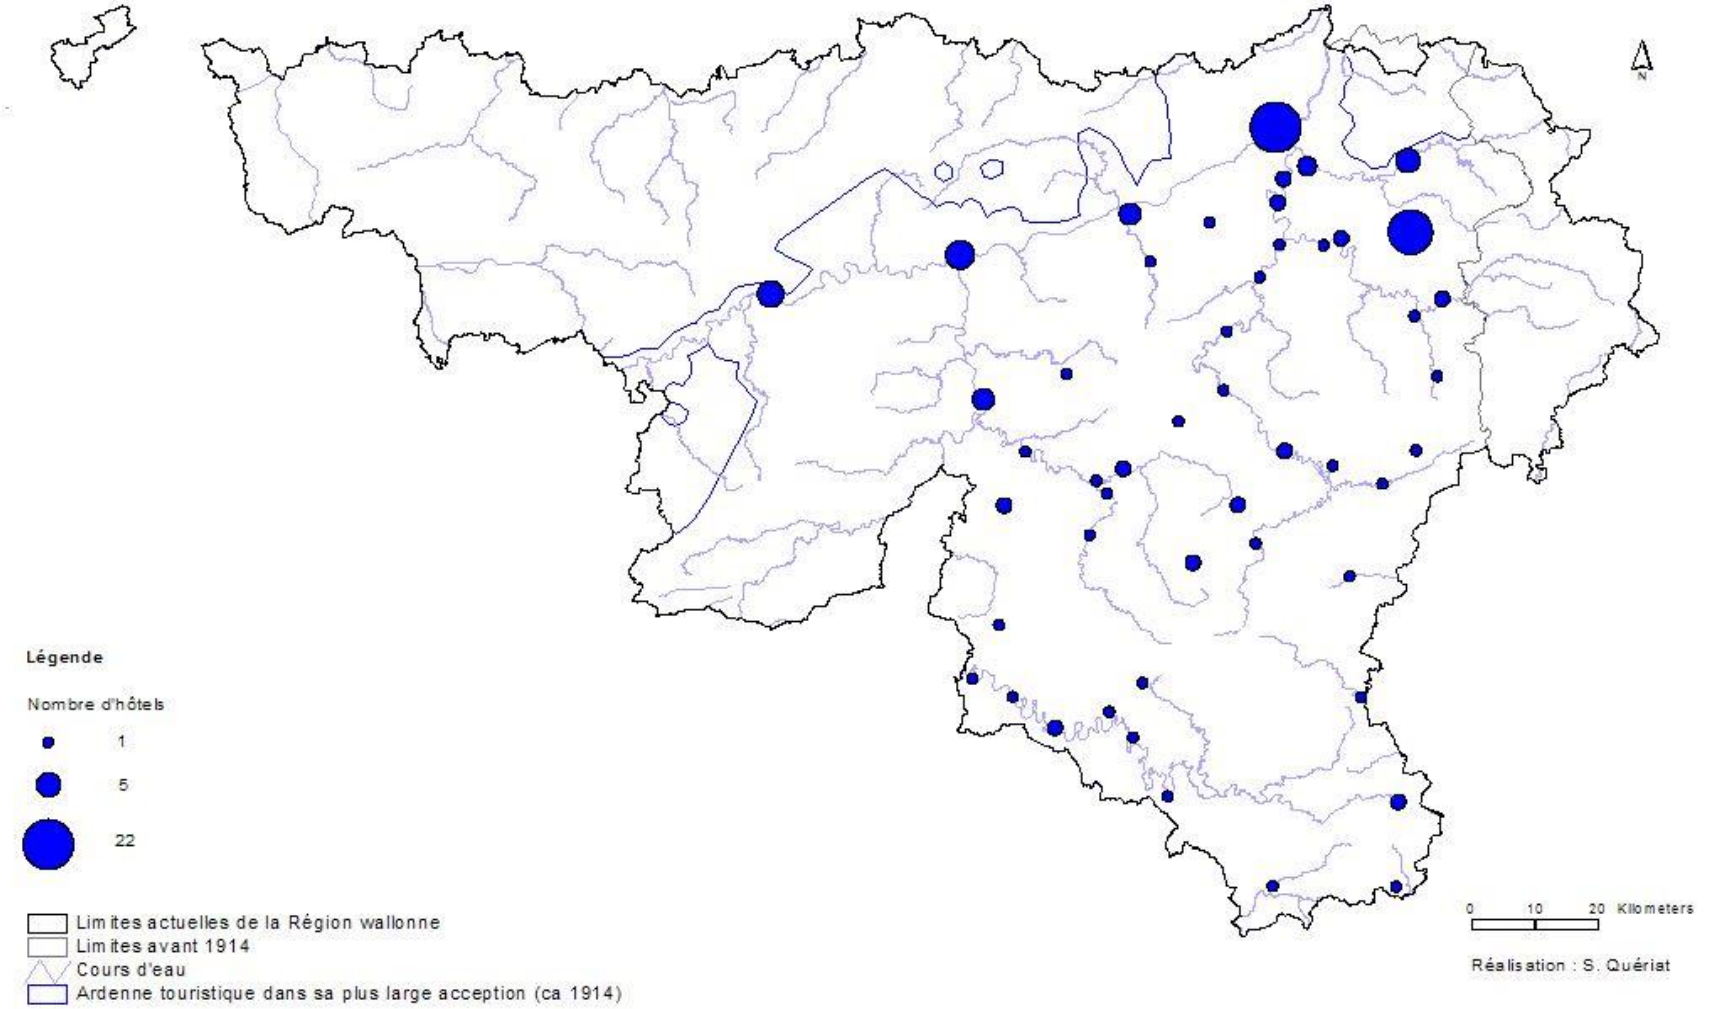 N
Légende
Nombre d'hôtels
1
5
22
Limites actuelles de la Région wallonne
Limites avant 1914
Cours d'eau
Ardenne touristique dans sa plus large acception (ca 1914)
0 10 20 Kilometers
Réalisation : S. Quériat